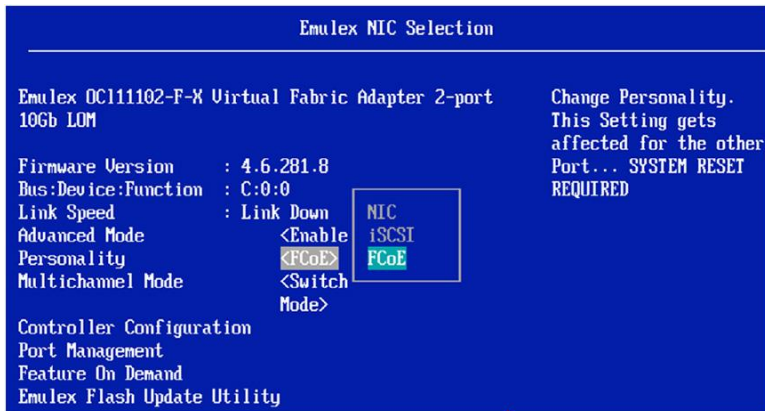 Emulex NIC Selection
Emulex OCl11102-F-X Virtual Fabric Adapter 2-port
10Gb LOM
Firmware Version : 4.6.281.8
Bus:Device:Function : C:0:0
Link Speed : Link Down
Advanced Mode <Enable
Personality <FCoE>
Multichannel Mode <Switch
Mode>
Controller Configuration
Port Management
Feature On Demand
Emulex Flash Update Utility
NIC
iSCSI
FCoE
Change Personality.
This Setting gets
affected for the other
Port... SYSTEM RESET
REQUIRED